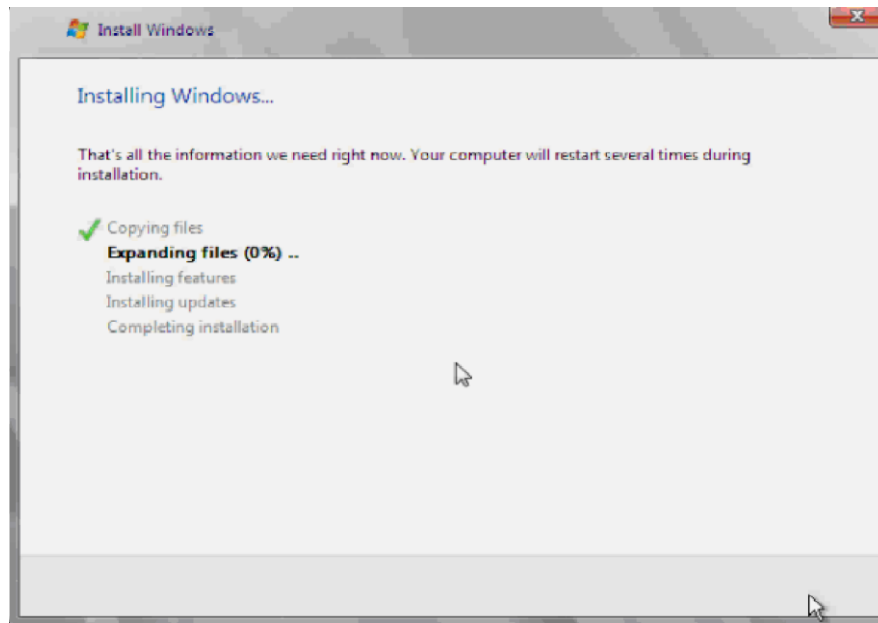 Install Windows
Installing Windows...
That's all the information we need right now. Your computer will restart several times during
installation.
Copying files
Expanding files (0%) ..
Installing features
Installing updates
Completing installation